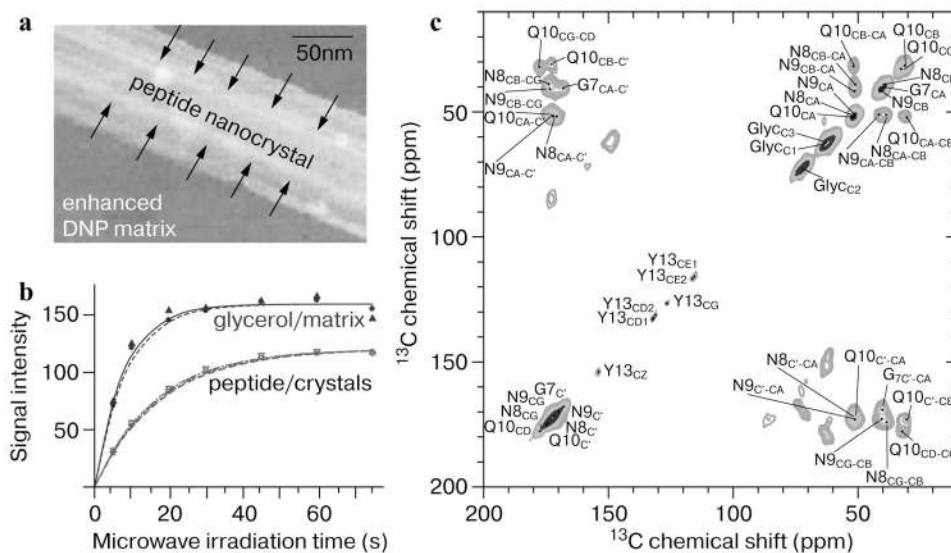 a
50nm
peptide nanocrystal
enhanced
DNP matrix
b
Signal intensity
150
100
50
glycerol/matrix
peptide/crystals
0
20
40
60
Microwave irradiation time (s)
c
13C chemical shift (ppm)
50
100
150
200
200
150
100
50
13C chemical shift (ppm)
Q10CG-CD
Q10CB-C'
N8CB-CG
N9CB-CG
G7CA-C'
Q10CA-C'
N8CA-C'
N9CA-C'
Q10CB-CA
Q10CB
N8CB-CA
N9CB-CA
N9CA
N8CA
Q10CA
G7CA
N9CB
Q10CA-CB
N8CA-CB
N9CA-CB
GlycC3
GlycC1
GlycC2
Y13CE1
Y13CE2
Y13CD2
Y13CG
Y13CD1
Y13CZ
N9CG
G7C'
N8CG
N9C'
Q10CD
N8C'
Q10C'
N8C'-CA
Q10C'-CA
N9C'-CA
G7C'-CA
N9CG-CB
N8CG-CB